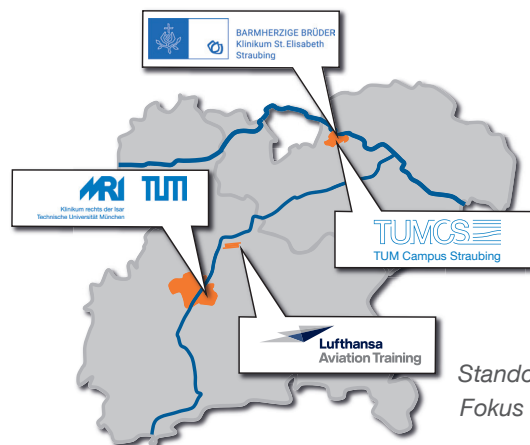 BARMHERZIGE BRÜDER
Klinikum St. Elisabeth
Straubing
MRI TUM
Klinikum rechts der Isar
Technische Universität München
TUMCS
TUM Campus Straubing
Lufthansa
Aviation Training
Fokus